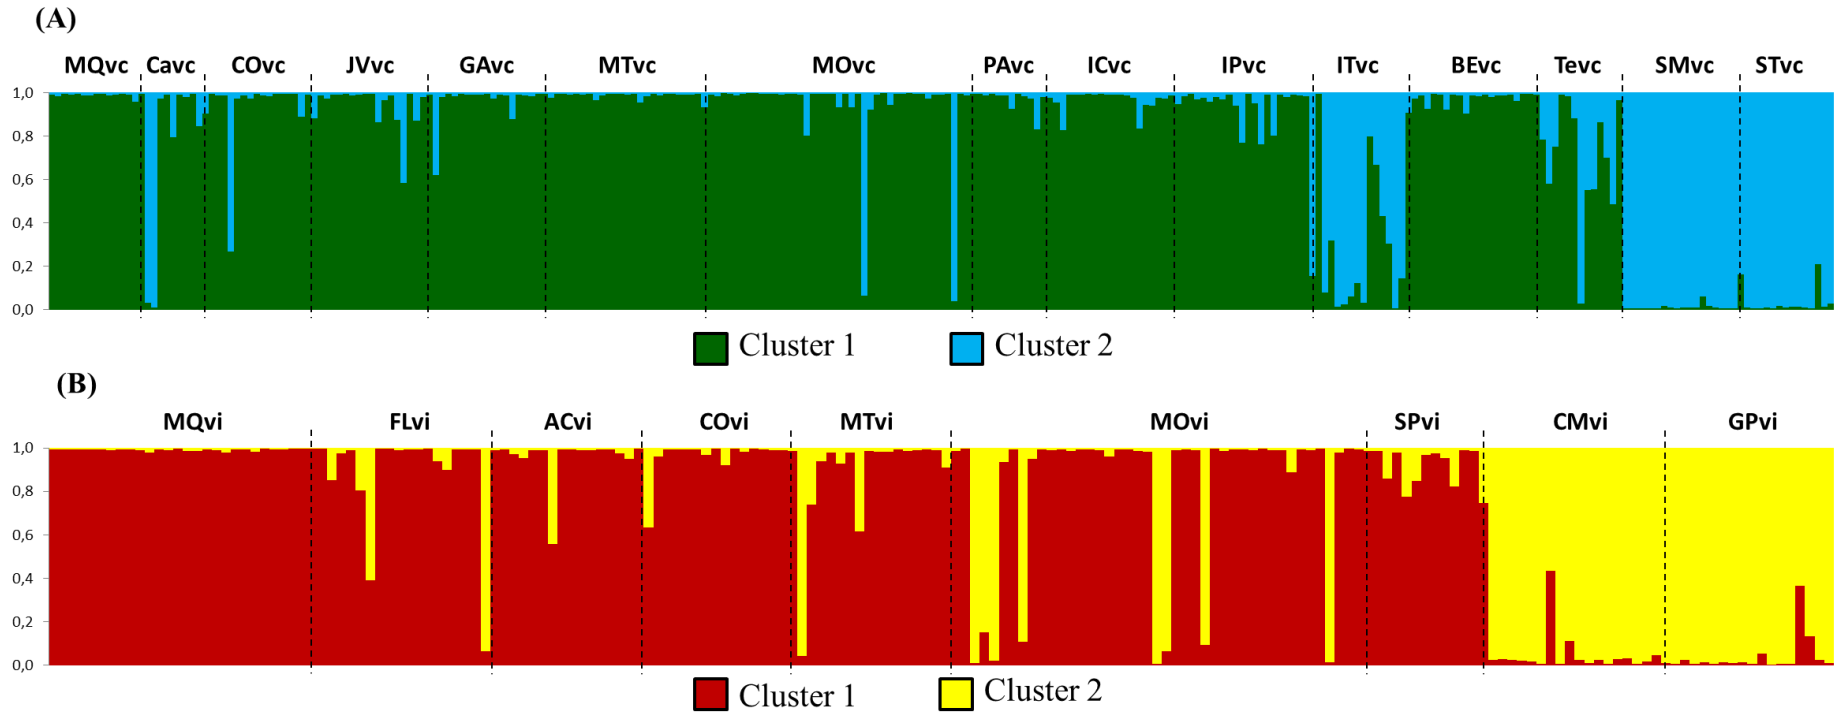 (A)
MQvc Cavc COvc JVvc GAvc MTvc MOvc PAvc ICvc IPvc ITvc BEvc Tevc SMvc STvc
1,0
0,8
0,6
0,4
0,2
0,0
Cluster 1 Cluster 2
(B)
MQvi FLvi ACvi COvi MTvi MOvi SPvi CMvi GPvi
1,0
0,8
0,6
0,4
0,2
0,0
Cluster 1 Cluster 2